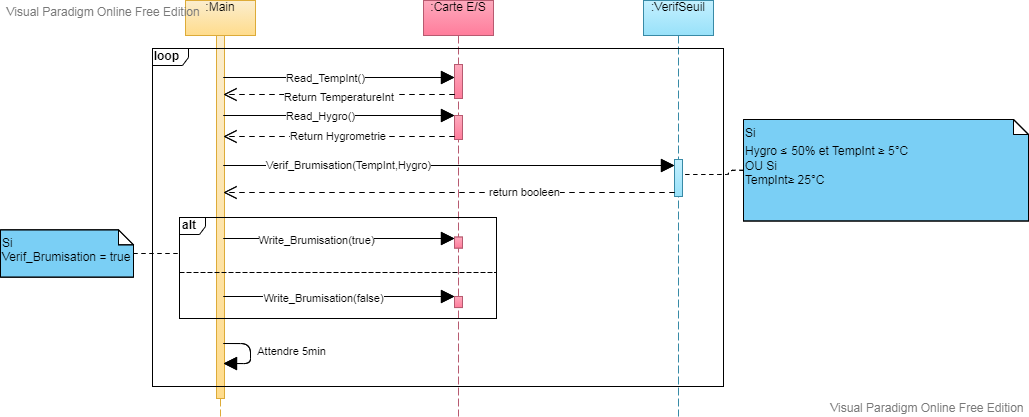 Visual Paradigm Online Free Edition
:Main
:Carte E/S
:VerifSeuil
loop
Read_TempInt()
Return TemperatureInt
Read_Hygro()
Return Hygrometrie
Verif_Brumisation(TempInt,Hygro)
return booleen
Si
Hygro ≤ 50% et TempInt ≥ 5°C
OU Si
TempInt≥ 25°C
alt
Write_Brumisation(true)
Si
Verif_Brumisation = true
Write_Brumisation(false)
Attendre 5min
Visual Paradigm Online Free Edition